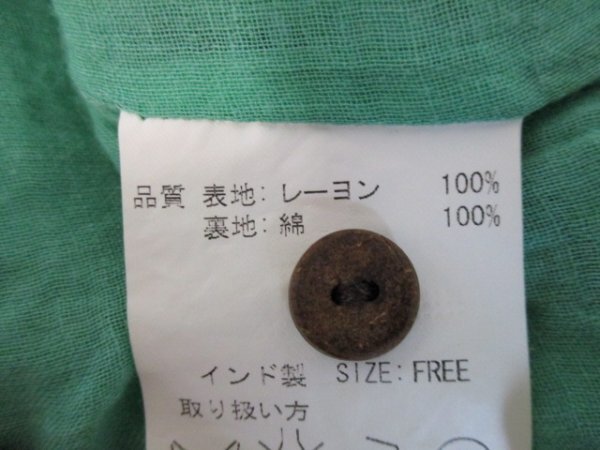 品質 表地: レーヨン 100%
裏地: 綿 100%
インド製 SIZE: FREE
取り扱い方